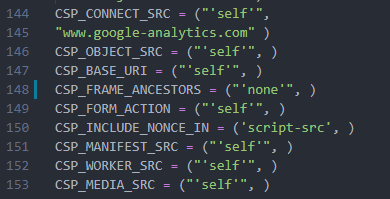 144 CSP_CONNECT_SRC = ("'self'",
145 "www.google-analytics.com" )
146 CSP_OBJECT_SRC = ("'self'", )
147 CSP_BASE_URI = ("'self'", )
148 CSP_FRAME_ANCESTORS = ("'none'", )
149 CSP_FORM_ACTION = ("'self'", )
150 CSP_INCLUDE_NONCE_IN = ('script-src', )
151 CSP_MANIFEST_SRC = ("'self'", )
152 CSP_WORKER_SRC = ("'self'", )
153 CSP_MEDIA_SRC = ("'self'", )